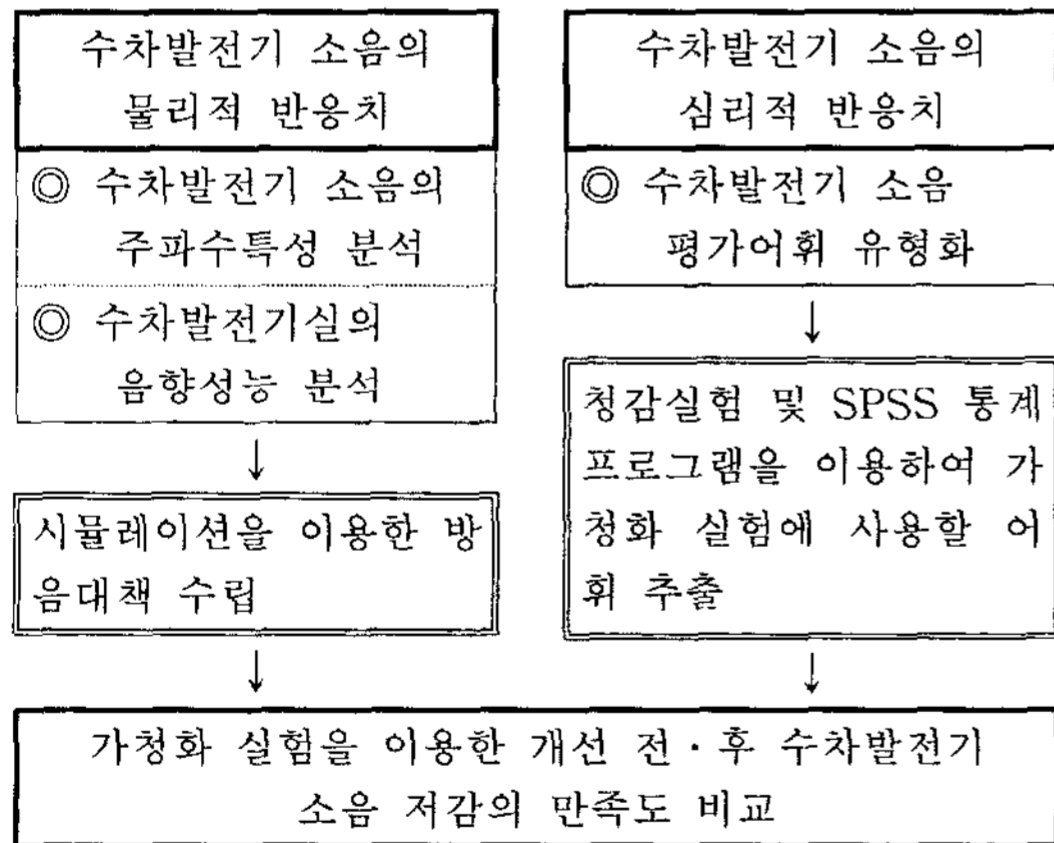 수차발전기 소음의
물리적 반응치
◎ 수차발전기 소음의
주파수특성 분석
◎ 수차발전기실의
음향성능 분석
↓
시뮬레이션을 이용한 방
음대책 수립
↓
수차발전기 소음의
심리적 반응치
◎ 수차발전기 소음
평가어휘 유형화
↓
청감실험 및 SPSS 통계
프로그램을 이용하여 가
청화 실험에 사용할 어
휘 추출
↓
가청화 실험을 이용한 개선 전·후 수차발전기
소음 저감의 만족도 비교